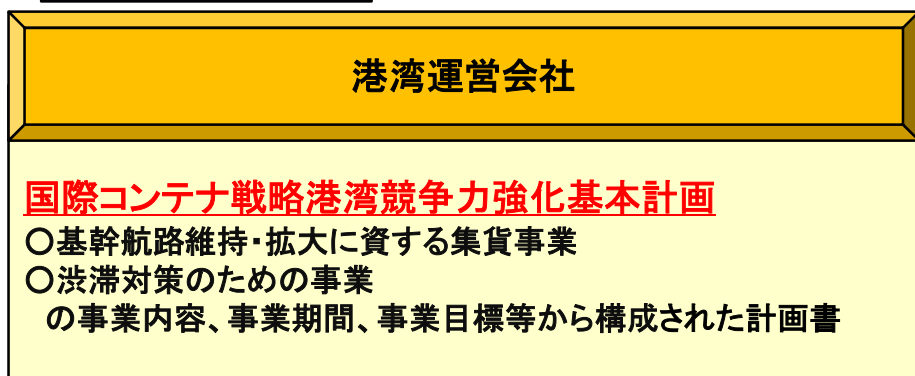 港湾運営会社
国際コンテナ戦略港湾競争力強化基本計画
○基幹航路維持・拡大に資する集貨事業
○渋滞対策のための事業
の事業内容、事業期間、事業目標等から構成された計画書